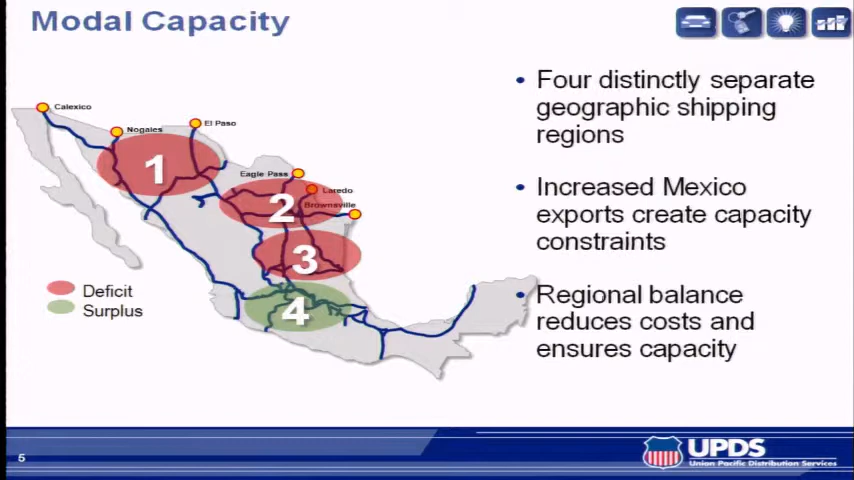 Modal Capacity
Calexico
Nogales
El Paso
Eagle Pass
Laredo
Brownsville
1
2
3
4
Deficit
Surplus
• Four distinctly separate
geographic shipping
regions
• Increased Mexico
exports create capacity
constraints
• Regional balance
reduces costs and
ensures capacity
5
UPDS
Union Pacific Distribution Services